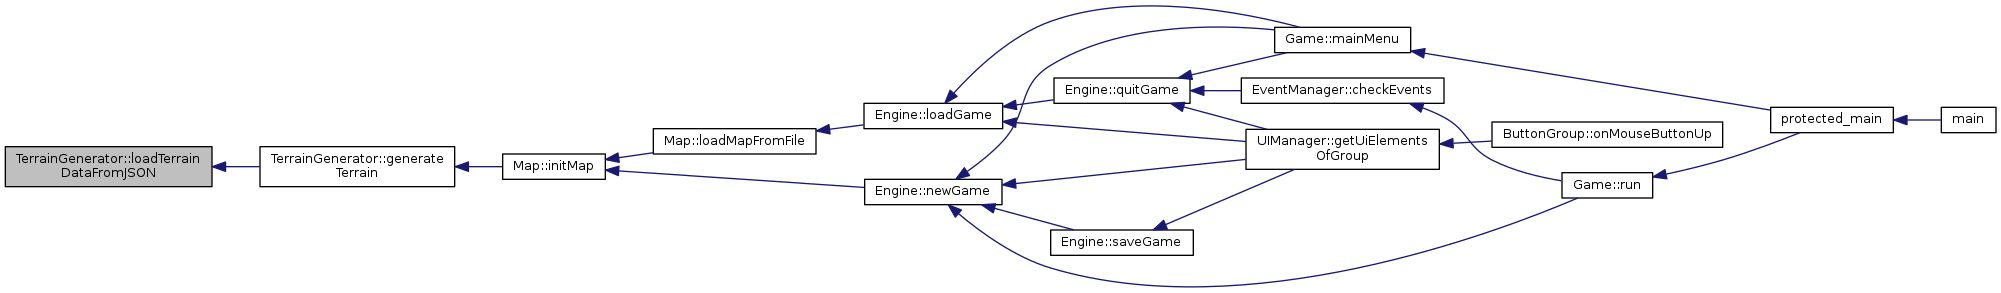 TerrainGenerator::loadTerrain
DataFromJSON
TerrainGenerator::generate
Terrain
Map::initMap
Map::loadMapFromFile
Engine::loadGame
Engine::newGame
Engine::quitGame
Engine::saveGame
Game::mainMenu
EventManager::checkEvents
UIManager::getUiElements
OfGroup
ButtonGroup::onMouseButtonUp
Game::run
protected_main
main